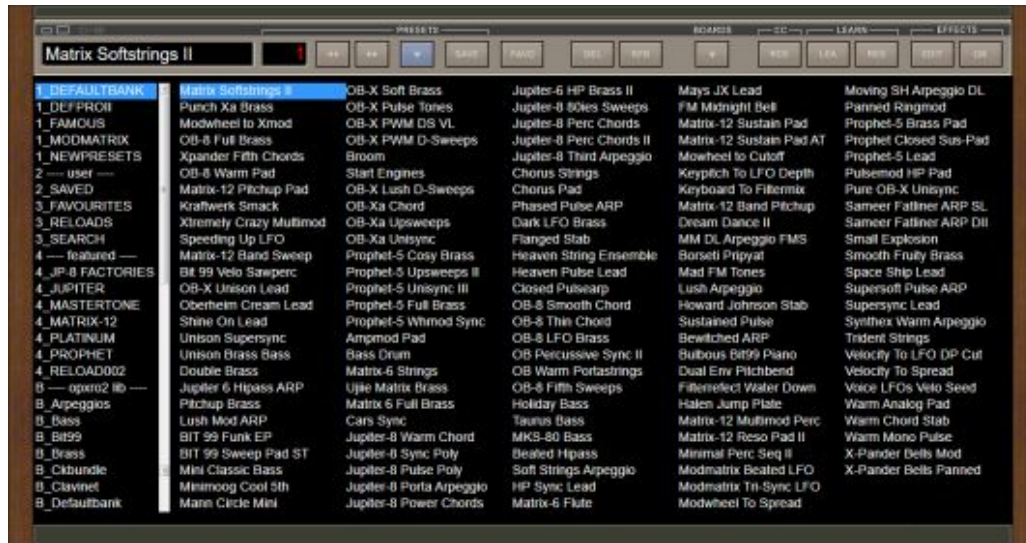 PRESETS
BOARDS
CC
LEARN
EFFECTS
Matrix Softstrings II
1
SAVE
FAVO
DEL
LEA
EDIT
1_DEFAULTBANK
1_DEFPROII
1_FAMOUS
1_MODMATRIX
1_NEWPRESETS
2 ---- user ----
2_SAVED
3_FAVOURITES
3_RELOADS
3_SEARCH
4 ---- featured ----
4_JP-8 FACTORIES
4_JUPITER
4_MASTERTONE
4_MATRIX-12
4_PLATINUM
4_PROPHET
4_RELOAD002
B ---- opxro2 lib ----
B_Arpeggios
B_Bass
B_Bit99
B_Brass
B_Ckbundle
B_Clavinet
B_Defaultbank
Matrix Softstrings II
Punch Xa Brass
Modwheel to Xmod
OB-8 Full Brass
Xpander Fifth Chords
OB-8 Warm Pad
Matrix-12 Pitchup Pad
Kraftwerk Smack
Xtremely Crazy Multimod
Speeding Up LFO
Matrix-12 Band Sweep
Bit 99 Velo Sawperc
OB-X Unison Lead
Oberheim Cream Lead
Shine On Lead
Unison Supersync
Unison Brass Bass
Double Brass
Jupiter 6 Hipass ARP
Pitchup Brass
Lush Mod ARP
BIT 99 Funk EP
BIT 99 Sweep Pad ST
Mini Classic Bass
Minimoog Cool 5th
Mann Circle Mini
OB-X Soft Brass
OB-X Pulse Tones
OB-X PWM DS VL
OB-X PWM D-Sweeps
Broom
Start Engines
OB-X Lush D-Sweeps
OB-Xa Chord
OB-Xa Upsweeps
OB-Xa Unisync
Prophet-5 Cosy Brass
Prophet-5 Upsweeps II
Prophet-5 Unisync III
Prophet-5 Full Brass
Prophet-5 Whmod Sync
Ampmod Pad
Bass Drum
Matrix-6 Strings
Ujiie Matrix Brass
Matrix 6 Full Brass
Cars Sync
Jupiter-8 Warm Chord
Jupiter-8 Sync Poly
Jupiter-8 Pulse Poly
Jupiter-8 Porta Arpeggio
Jupiter-8 Power Chords
Jupiter-6 HP Brass II
Jupiter-8 80ies Sweeps
Jupiter-8 Perc Chords
Jupiter-8 Perc Chords II
Jupiter-8 Third Arpeggio
Chorus Strings
Chorus Pad
Phased Pulse ARP
Dark LFO Brass
Flanged Stab
Heaven String Ensemble
Heaven Pulse Lead
Closed Pulsearp
OB-8 Smooth Chord
OB-8 Thin Chord
OB-8 LFO Brass
OB Percussive Sync II
OB Warm Portastrings
OB-8 Fifth Sweeps
Holiday Bass
Taurus Bass
MKS-80 Bass
Beated Hipass
Soft Strings Arpeggio
HP Sync Lead
Matrix-6 Flute
Mays JX Lead
FM Midnight Bell
Matrix-12 Sustain Pad
Matrix-12 Sustain Pad AT
Mowheel to Cutoff
Keypitch To LFO Depth
Keyboard To Filtermix
Matrix-12 Band Pitchup
Dream Dance II
MM DL Arpeggio FMS
Borseti Pripyat
Mad FM Tones
Lush Arpeggio
Howard Johnson Stab
Sustained Pulse
Bewitched ARP
Bulbous Bit99 Piano
Dual Env Pitchbend
Filterrefect Water Down
Halen Jump Plate
Matrix-12 Multimod Perc
Matrix-12 Reso Pad II
Minimal Perc Seq II
Modmatrix Beated LFO
Modmatrix Tri-Sync LFO
Modwheel To Spread
Moving SH Arpeggio DL
Panned Ringmod
Prophet-5 Brass Pad
Prophet Closed Sus-Pad
Prophet-5 Lead
Pulsemod HP Pad
Pure OB-X Unisync
Sameer Fatliner ARP SL
Sameer Fatliner ARP DII
Small Explosion
Smooth Fruity Brass
Space Ship Lead
Supersoft Pulse ARP
Supersync Lead
Synthex Warm Arpeggio
Trident Strings
Velocity To LFO DP Cut
Velocity To Spread
Voice LFOs Velo Seed
Warm Analog Pad
Warm Chord Stab
Warm Mono Pulse
X-Pander Bells Mod
X-Pander Bells Panned